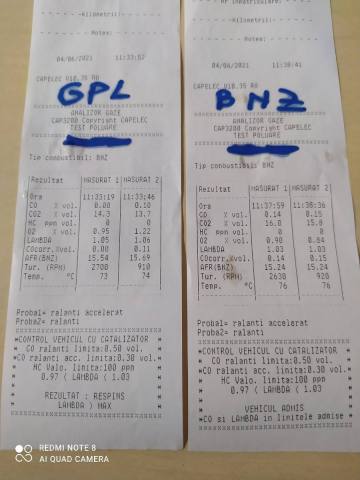 ---Kilometrii:-------
---- Motea:
04/06/2021 11:33:52
CAPELEC
GPL
ANALIZOR GAZE
CAP3200 Copyright CAPELEC
TEST POLUARE
Tip combustibil: BNZ
Rezultat MASURAT 1 MASURAT 2
Ora 11:33:19 11:33:46
CO % vol. 0.00 0.10
CO2 % vol. 14.3 13.7
HC ppm vol. 0 0
O2 % vol. 0.95 1.22
LAMBDA 1.05 1.06
COcorr.%vol. 0.00 0.11
AFR(BNZ) 15.54 15.69
Tur. (RPM) 2700 910
Temp. °C 73 74
Proba1= ralanti accelerat
Proba2= ralanti
*CONTROL VEHICUL CU CATALIZATOR *
* CO ralanti limita:0.50 vol. *
*CO ralanti acc. limita:0.30 vol.*
* HC Valo. limita:100 ppm *
* 0.97 ( LAMBDA ( 1.03 *
* REZULTAT : RESPINS *
* LAMBDA ) MAX *
REDMI NOTE 8
AI QUAD CAMERA
Nr inmatriculare:
---Kilometrii:------
---- Motea:
04/06/2021 11:38:41
CAPELEC
BNZ
ANALIZOR GAZE
CAP3200 Copyright CAPELEC
TEST POLUARE
Tip combustibil: BNZ
Rezultat MASURAT 1 MASURAT 2
Ora 11:37:59 11:38:36
CO % vol. 0.14 0.15
CO2 % vol. 16.0 15.8
HC ppm vol. 0 0
O2 % vol. 0.90 0.84
LAMBDA 1.03 1.03
COcorr.%vol. 0.14 0.15
AFR(BNZ) 15.24 15.24
Tur. (RPM) 2630 920
Temp. °C 76 76
Proba1= ralanti accelerat
Proba2= ralanti
*CONTROL VEHICUL CU CATALIZATOR *
* CO ralanti limita:0.50 vol. *
*CO ralanti acc. limita:0.30 vol.*
* HC Valo. limita:100 ppm *
* 0.97 ( LAMBDA ( 1.03 *
* VEHICUL ADMIS *
*CO si LAMBDA in limitele admise *